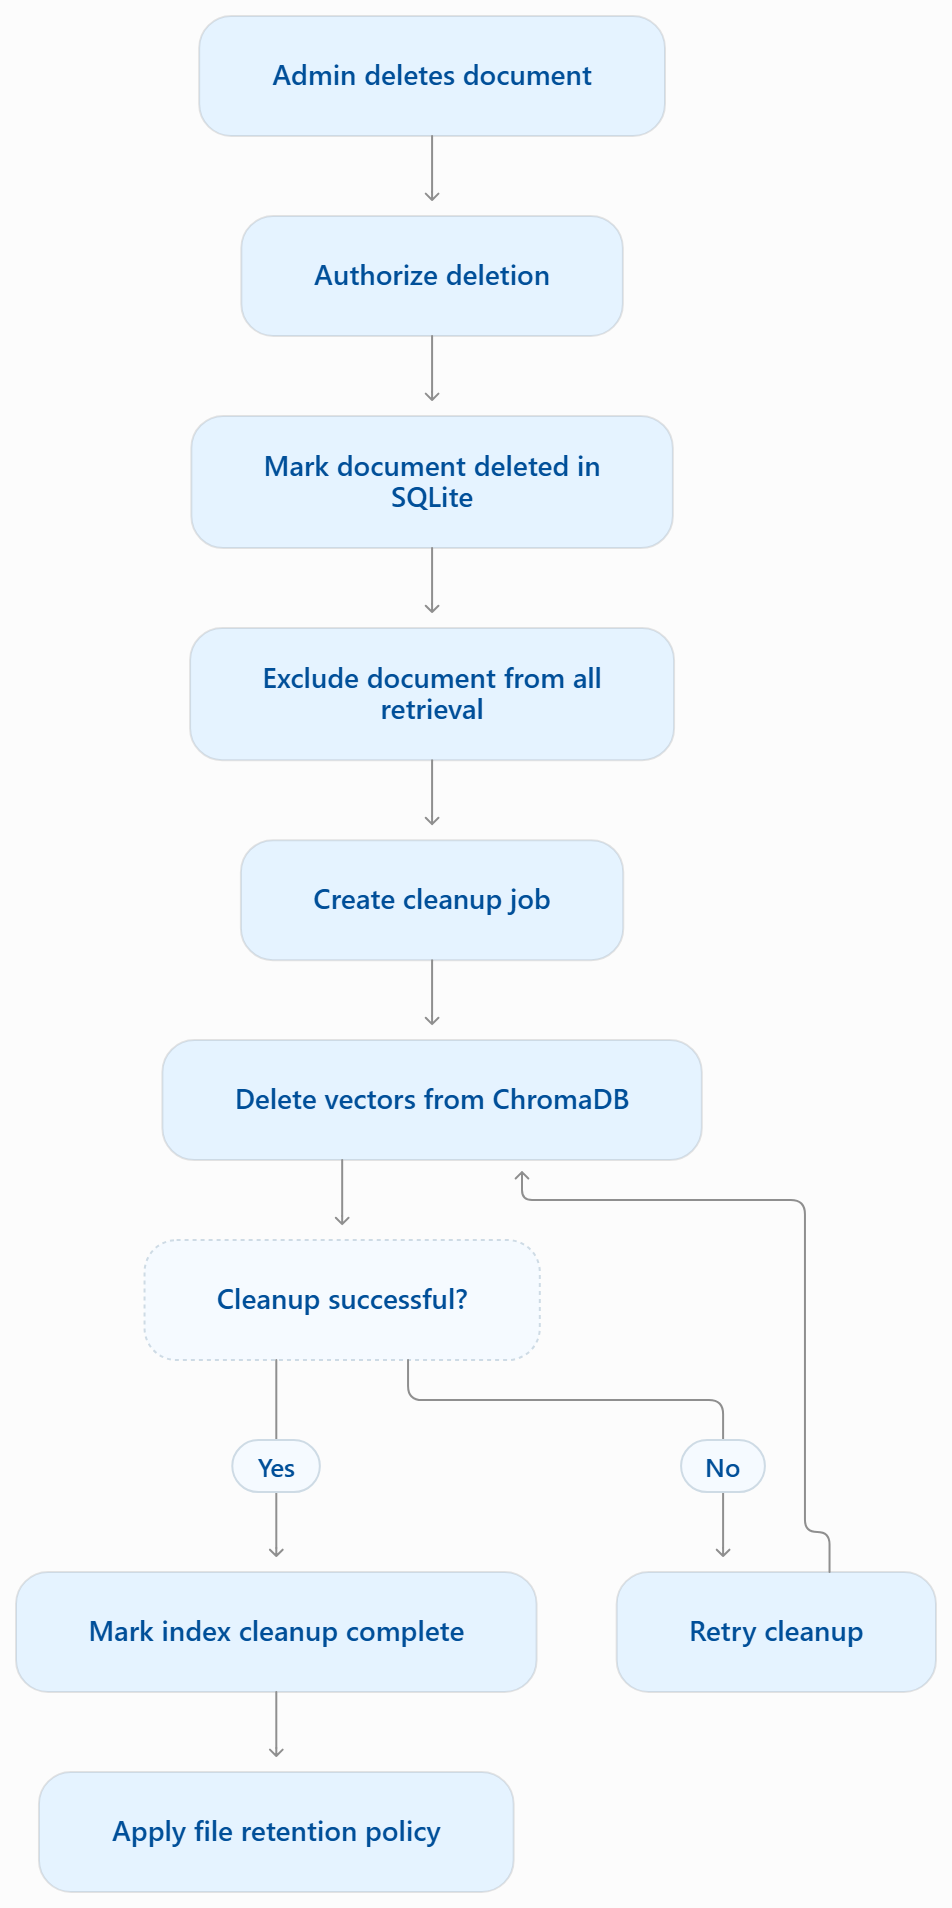 Admin deletes document
Authorize deletion
Mark document deleted in
SQLite
Exclude document from all
retrieval
Create cleanup job
Delete vectors from ChromaDB
Cleanup successful?
Yes
No
Mark index cleanup complete
Retry cleanup
Apply file retention policy